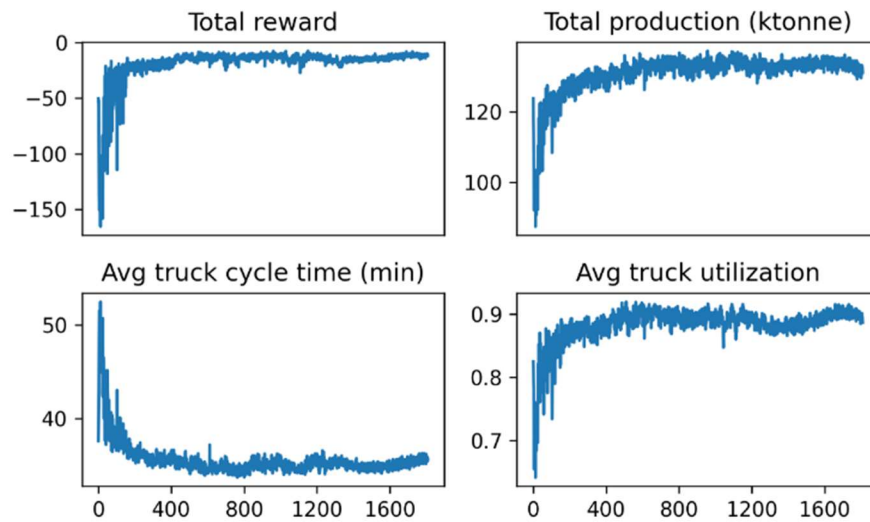 Total reward
0
−50
−100
−150
Total production (ktonne)
120
100
Avg truck cycle time (min)
50
40
0 400 800 1200 1600
Avg truck utilization
0.9
0.8
0.7
0 400 800 1200 1600